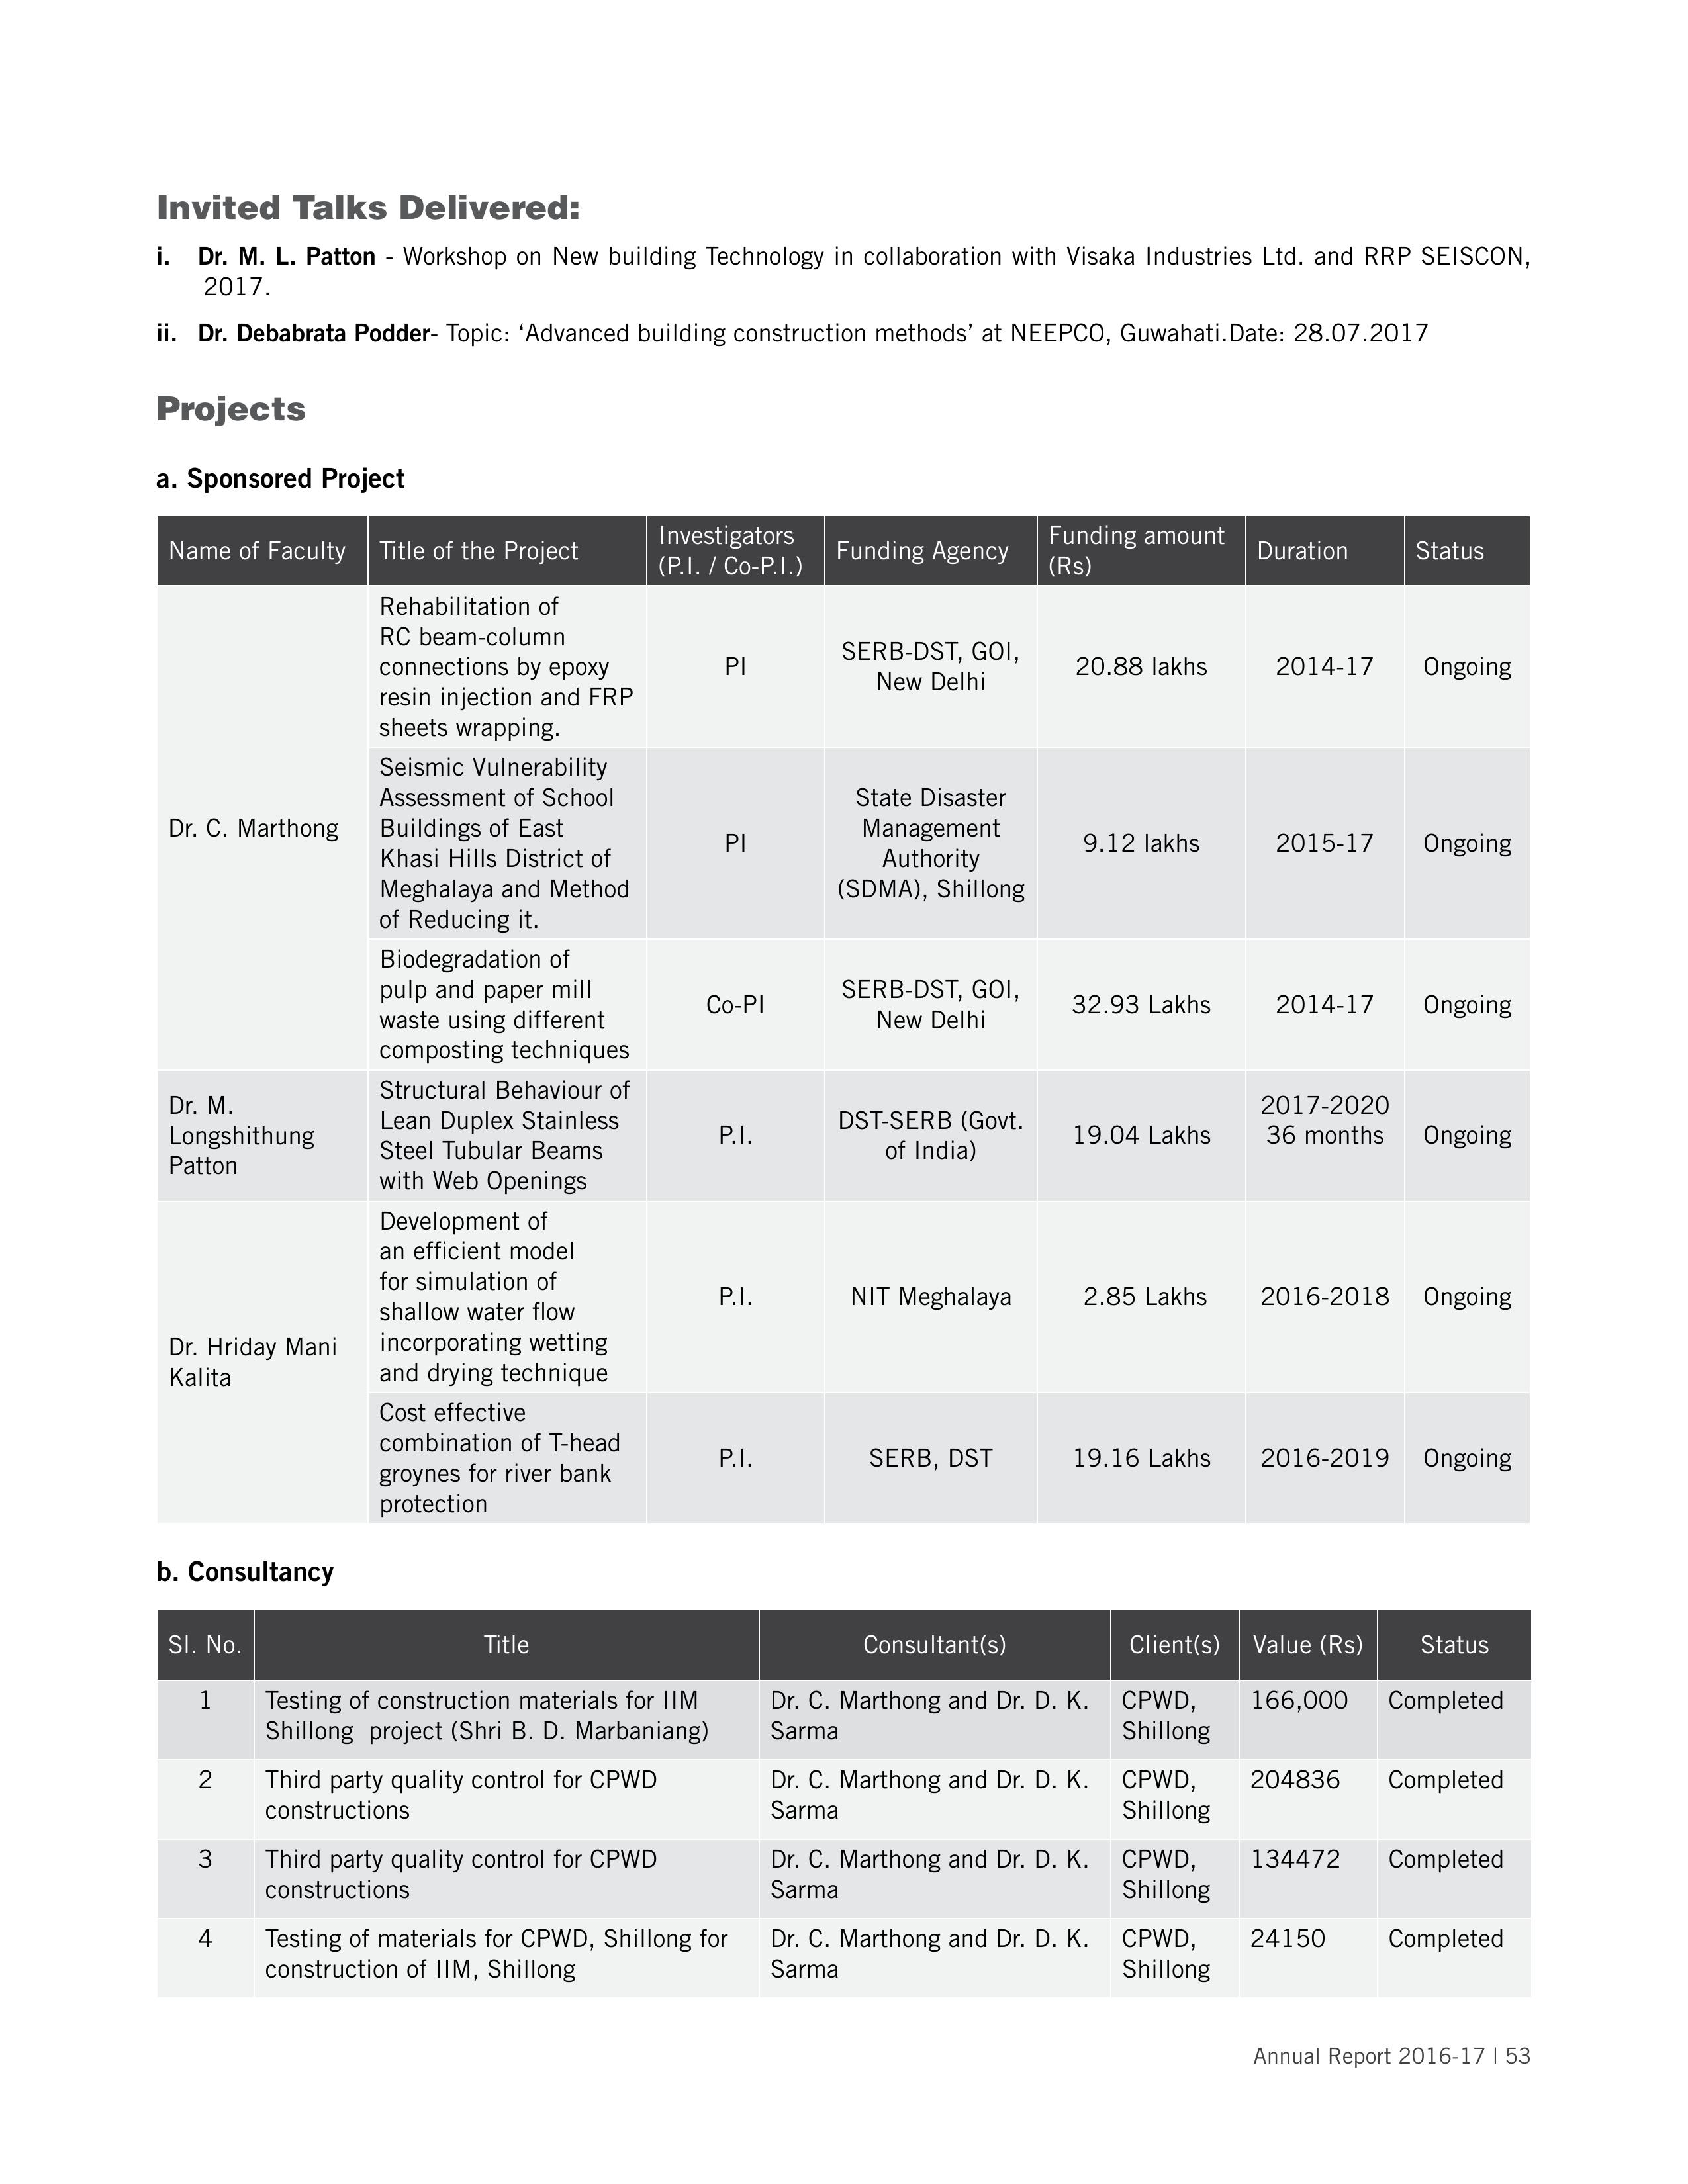 Invited Talks Delivered:
i. Dr. M. L. Patton - Workshop on New building Technology in collaboration with Visaka Industries Ltd. and RRP SEISCON,
2017.
ii. Dr. Debabrata Podder- Topic: ‘Advanced building construction methods’ at NEEPCO, Guwahati.Date: 28.07.2017
Projects
a. Sponsored Project
Name of Faculty
Title of the Project
Investigators
(P.I. / Co-P.I.)
Funding Agency
Funding amount
(Rs)
Duration
Status
Dr. C. Marthong
Rehabilitation of
RC beam-column
connections by epoxy
resin injection and FRP
sheets wrapping.
PI
SERB-DST, GOI,
New Delhi
20.88 lakhs
2014-17
Ongoing
Seismic Vulnerability
Assessment of School
Buildings of East
Khasi Hills District of
Meghalaya and Method
of Reducing it.
PI
State Disaster
Management
Authority
(SDMA), Shillong
9.12 lakhs
2015-17
Ongoing
Biodegradation of
pulp and paper mill
waste using different
composting techniques
Co-PI
SERB-DST, GOI,
New Delhi
32.93 Lakhs
2014-17
Ongoing
Dr. M.
Longshithung
Patton
Structural Behaviour of
Lean Duplex Stainless
Steel Tubular Beams
with Web Openings
P.I.
DST-SERB (Govt.
of India)
19.04 Lakhs
2017-2020
36 months
Ongoing
Dr. Hriday Mani
Kalita
Development of
an efficient model
for simulation of
shallow water flow
incorporating wetting
and drying technique
P.I.
NIT Meghalaya
2.85 Lakhs
2016-2018
Ongoing
Cost effective
combination of T-head
groynes for river bank
protection
P.I.
SERB, DST
19.16 Lakhs
2016-2019
Ongoing
b. Consultancy
Sl. No.
Title
Consultant(s)
Client(s)
Value (Rs)
Status
1
Testing of construction materials for IIM
Shillong project (Shri B. D. Marbaniang)
Dr. C. Marthong and Dr. D. K.
Sarma
CPWD,
Shillong
166,000
Completed
2
Third party quality control for CPWD
constructions
Dr. C. Marthong and Dr. D. K.
Sarma
CPWD,
Shillong
204836
Completed
3
Third party quality control for CPWD
constructions
Dr. C. Marthong and Dr. D. K.
Sarma
CPWD,
Shillong
134472
Completed
4
Testing of materials for CPWD, Shillong for
construction of IIM, Shillong
Dr. C. Marthong and Dr. D. K.
Sarma
CPWD,
Shillong
24150
Completed
Annual Report 2016-17 | 53